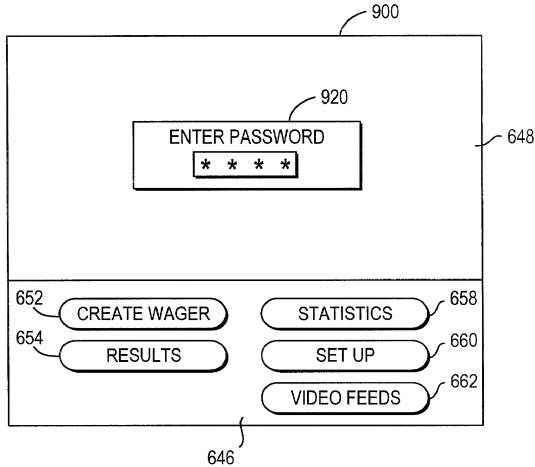 900
920
ENTER PASSWORD
* * * *
648
652 CREATE WAGER STATISTICS 658
654 RESULTS SET UP 660
VIDEO FEEDS 662
646